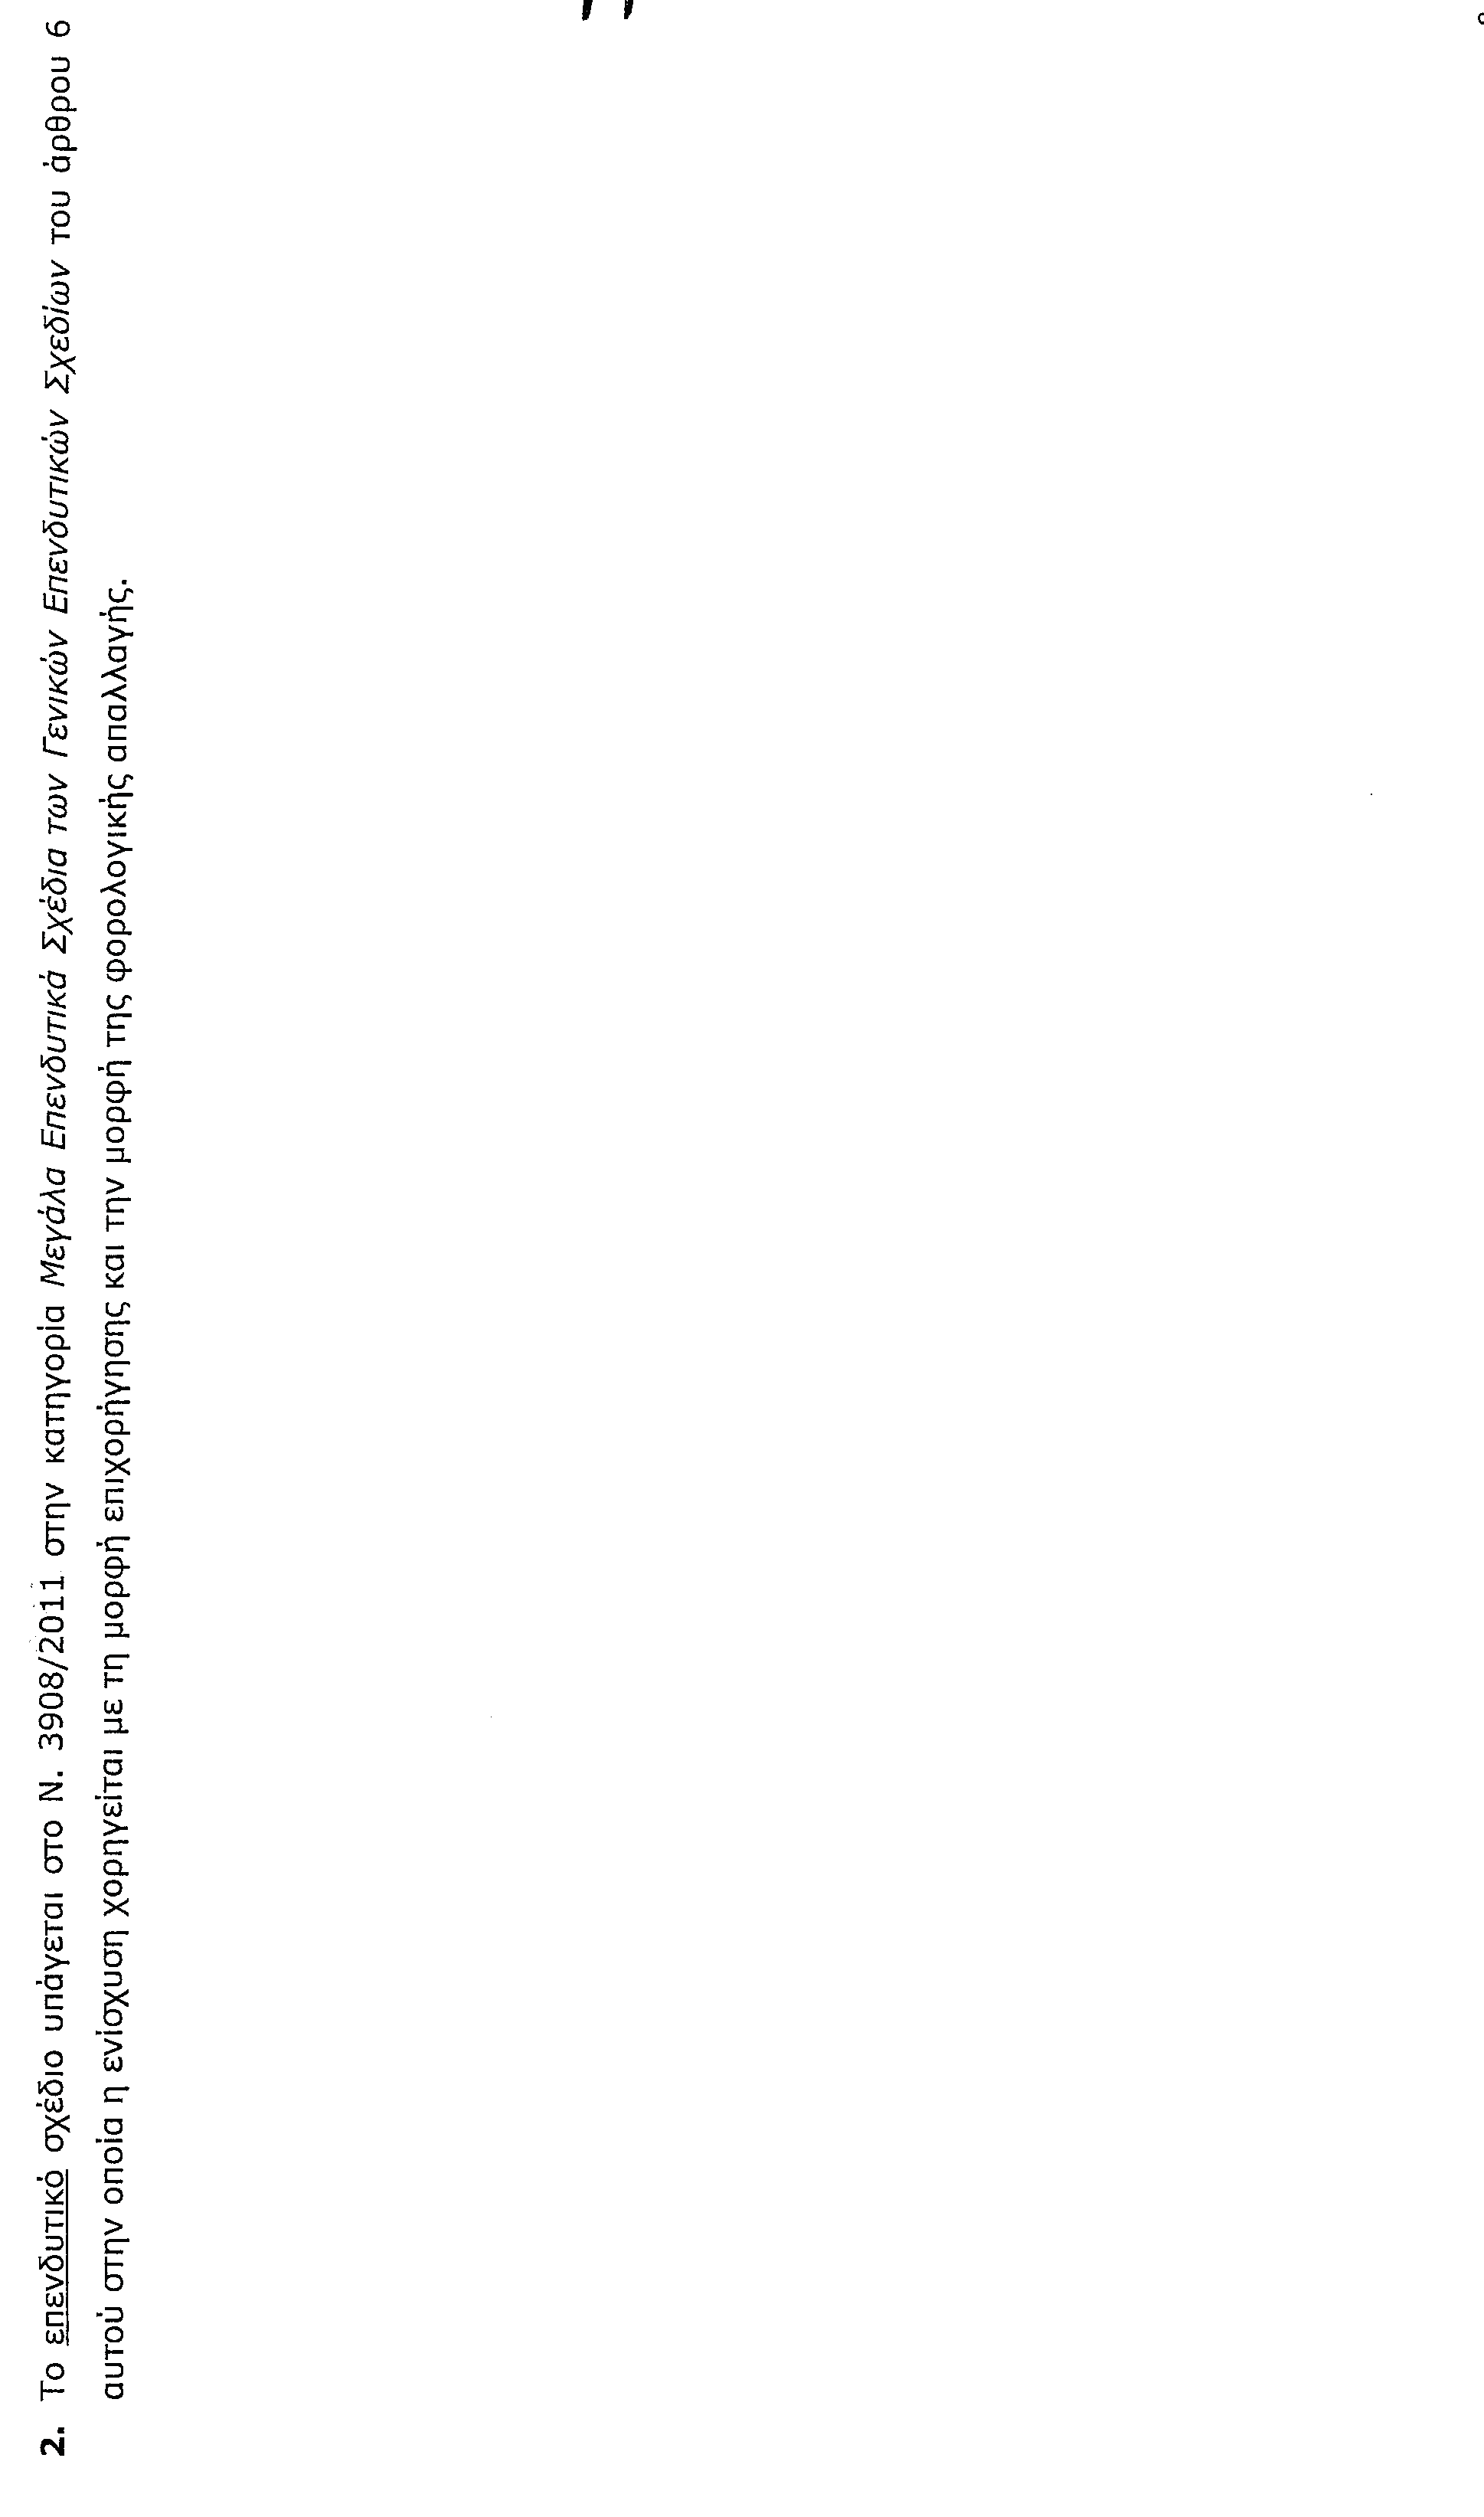 2. Το επενδυτικό σχέδιο υπάγεται στο Ν. 3908/2011 στην κατηγορία Μεγάλα Επενδυτικά Σχέδια των Γενικών Επενδυτικών Σχεδίων του άρθρου 6
αυτού στην οποία η ενίσχυση χορηγείται με τη μορφή επιχορήγησης και την μορφή της φορολογικής απαλλαγής.